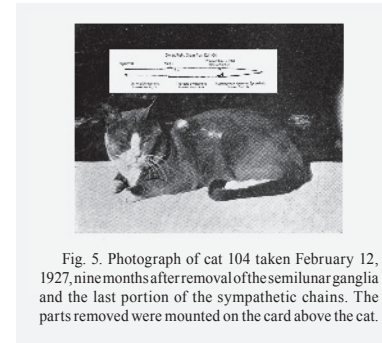 Fig. 5. Photograph of cat 104 taken February 12,
1927, nine months after removal of the semilunar ganglia
and the last portion of the sympathetic chains. The
parts removed were mounted on the card above the cat.